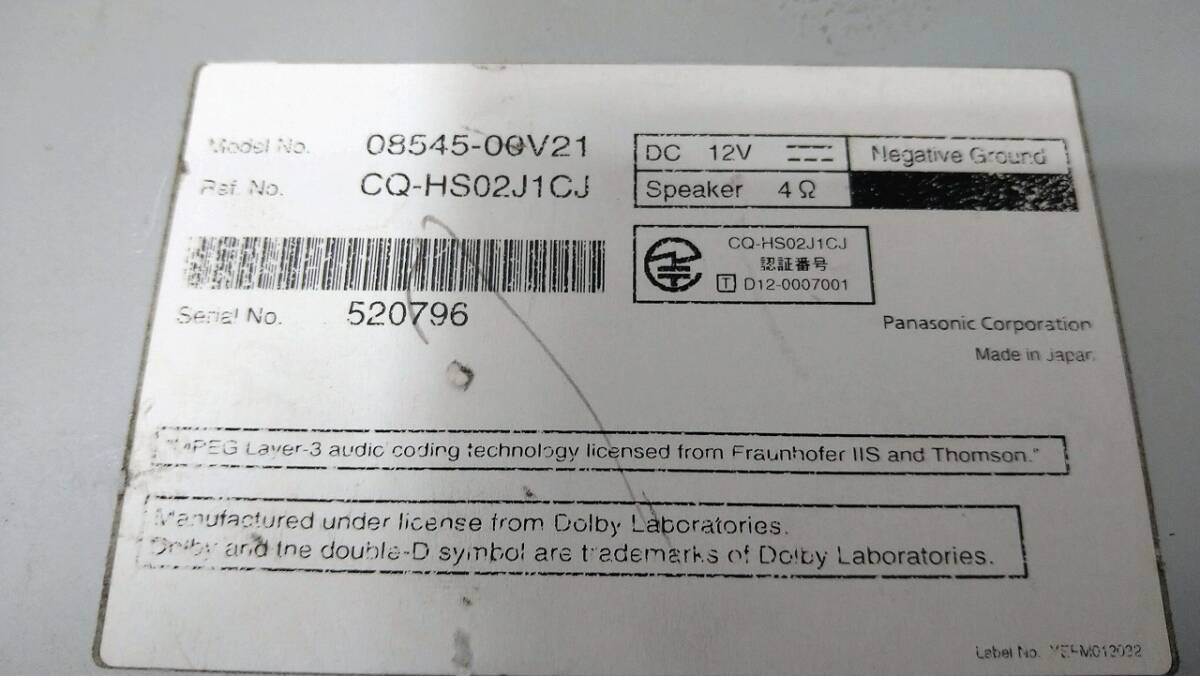 Model No. 08545-00V21
Ref. No. CQ-HS02J1CJ
DC 12V Negative Ground
Speaker 4Ω
CQ-HS02J1CJ
認証番号
T D12-0007001
Serial No. 520796
Panasonic Corporation
Made in Japan
"MPEG Layer-3 audio coding technology licensed from Fraunhofer IIS and Thomson."
Manufactured under license from Dolby Laboratories.
Dolby and the double-D symbol are trademarks of Dolby Laboratories.
Label No.